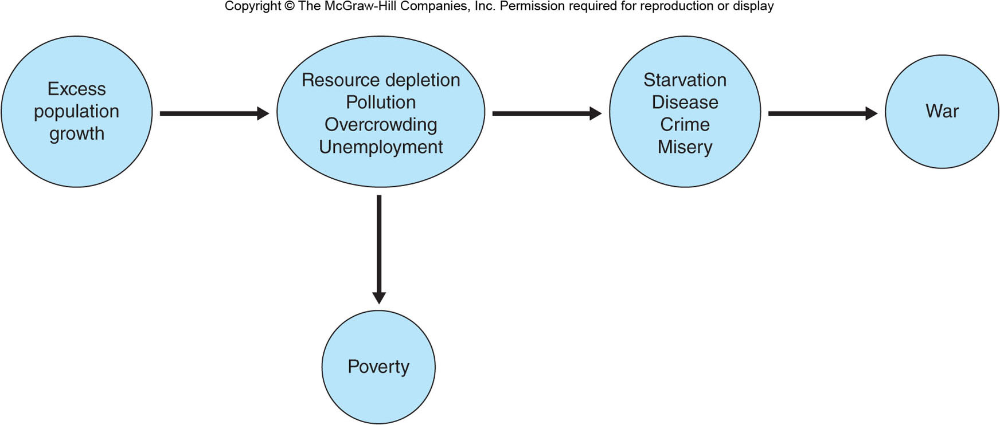 Copyright © The McGraw-Hill Companies, Inc. Permission required for reproduction or display
Excess
population
growth
Resource depletion
Pollution
Overcrowding
Unemployment
Starvation
Disease
Crime
Misery
War
Poverty